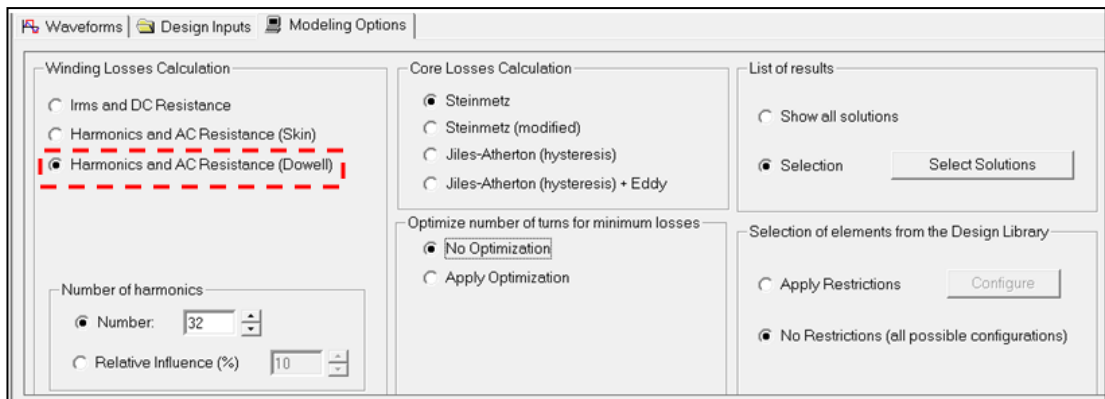 Waveforms
Design Inputs
Modeling Options
Winding Losses Calculation
Irms and DC Resistance
Harmonics and AC Resistance (Skin)
Harmonics and AC Resistance (Dowell)
Number of harmonics
Number: 32
Relative Influence (%) 10
Core Losses Calculation
Steinmetz
Steinmetz (modified)
Jiles-Atherton (hysteresis)
Jiles-Atherton (hysteresis) + Eddy
Optimize number of turns for minimum losses
No Optimization
Apply Optimization
List of results
Show all solutions
Selection Select Solutions
Selection of elements from the Design Library
Apply Restrictions Configure
No Restrictions (all possible configurations)